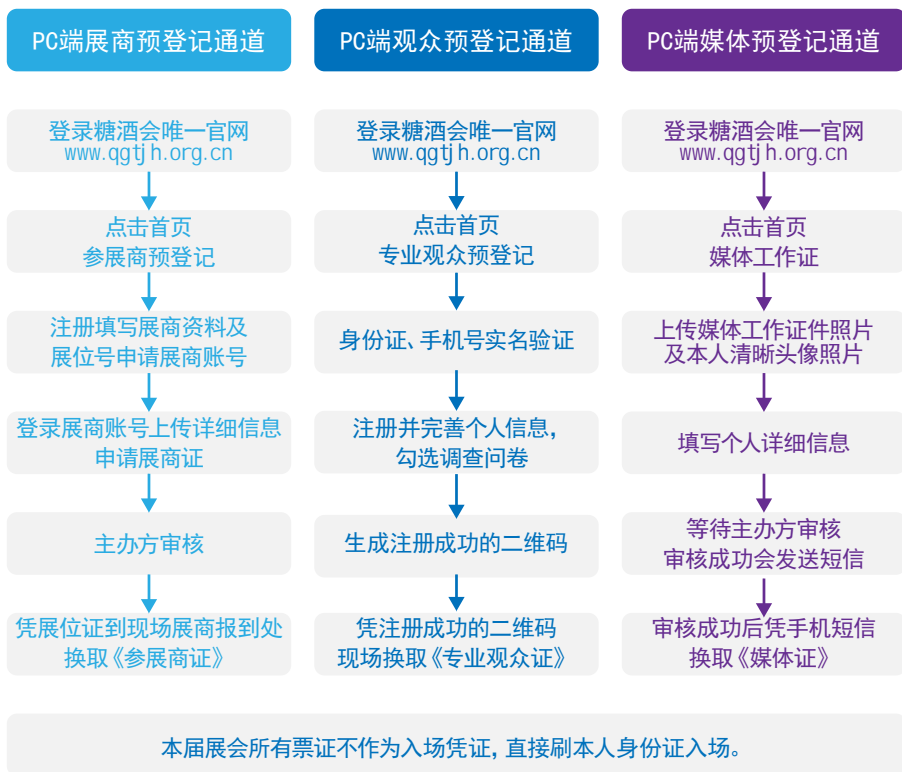 PC端展商预登记通道
登录糖酒会唯一官网
www.qgtjh.org.cn
点击首页
参展商预登记
注册填写展商资料及
展位号申请展商账号
登录展商账号上传详细信息
申请展商证
主办方审核
凭展位证到现场展商报到处
换取《参展商证》
PC端观众预登记通道
登录糖酒会唯一官网
www.qgtjh.org.cn
点击首页
专业观众预登记
身份证、手机号实名验证
注册并完善个人信息,
勾选调查问卷
生成注册成功的二维码
凭注册成功的二维码
现场换取《专业观众证》
PC端媒体预登记通道
登录糖酒会唯一官网
www.qgtjh.org.cn
点击首页
媒体工作证
上传媒体工作证件照片
及本人清晰头像照片
填写个人详细信息
等待主办方审核
审核成功会发送短信
审核成功后凭手机短信
换取《媒体证》
本届展会所有票证不作为入场凭证, 直接刷本人身份证入场。